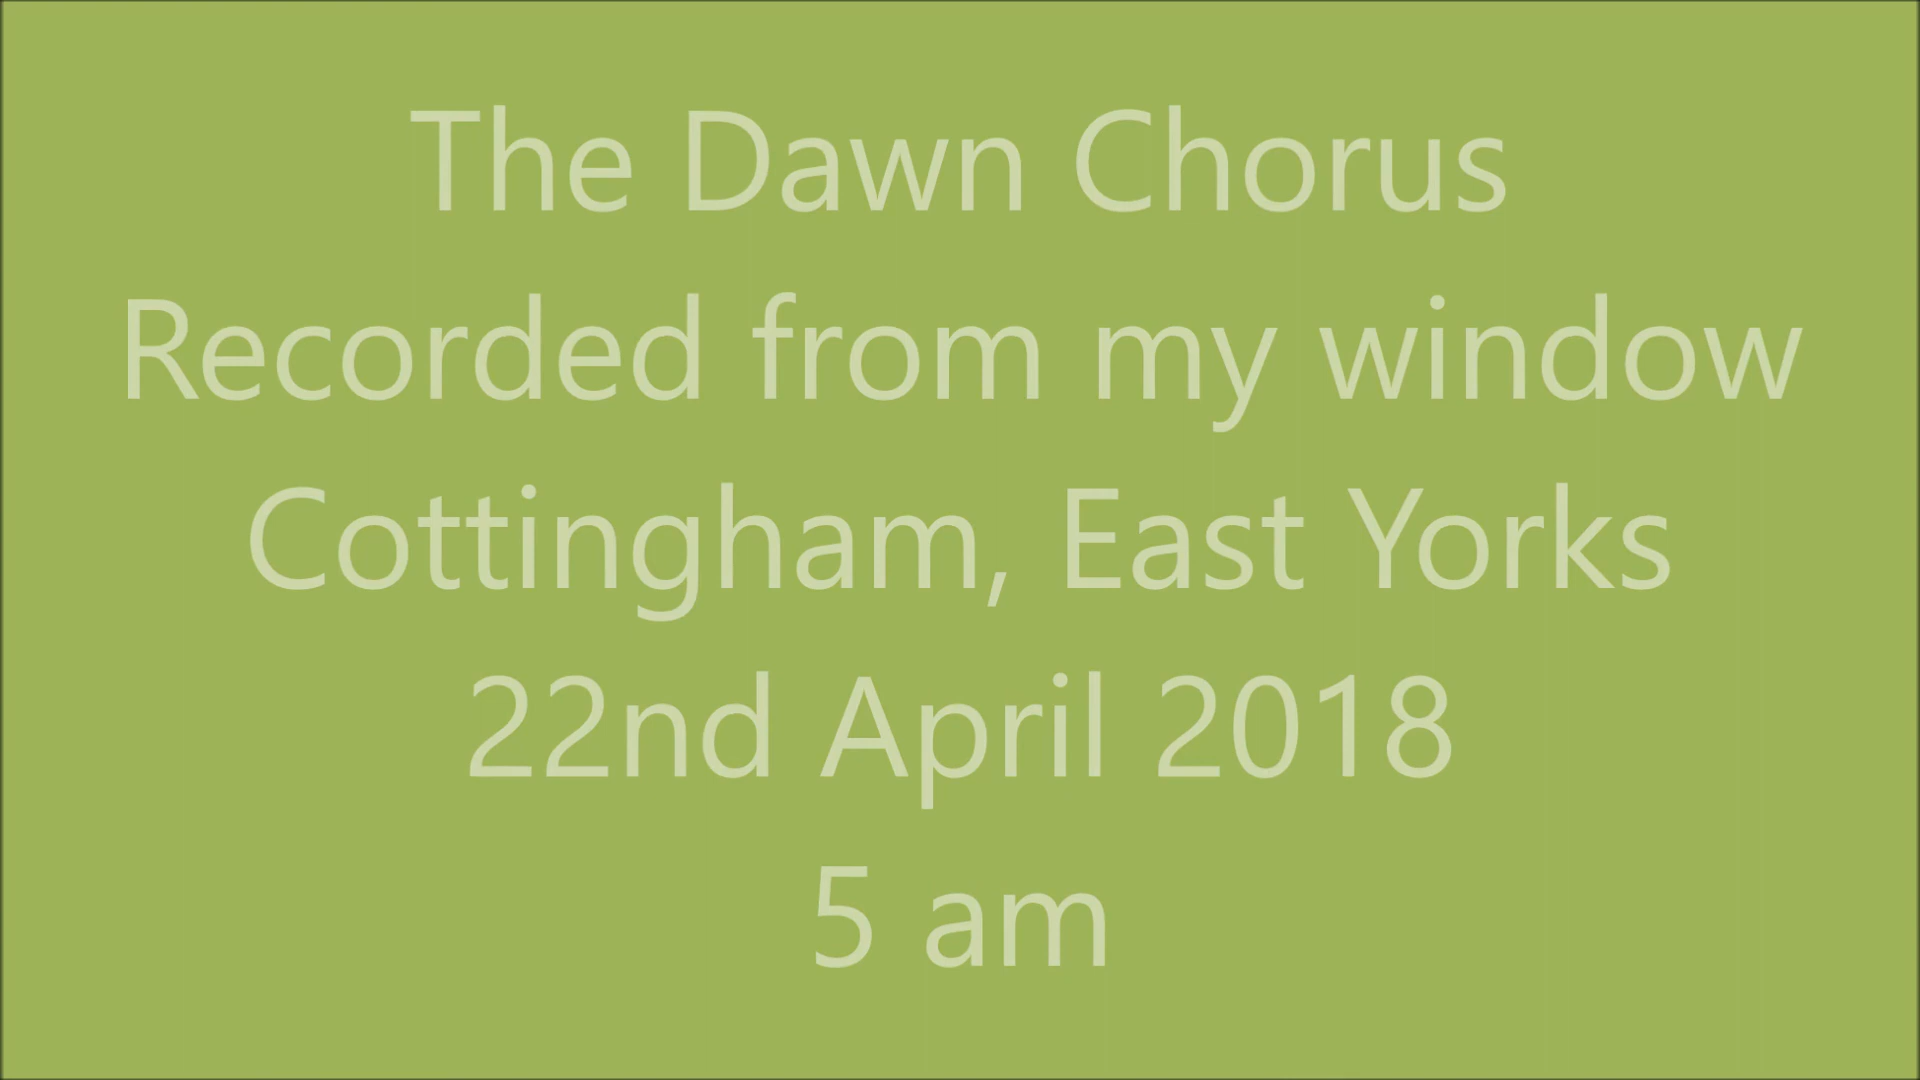 The Dawn Chorus
Recorded from my window
Cottingham, East Yorks
22nd April 2018
5 am